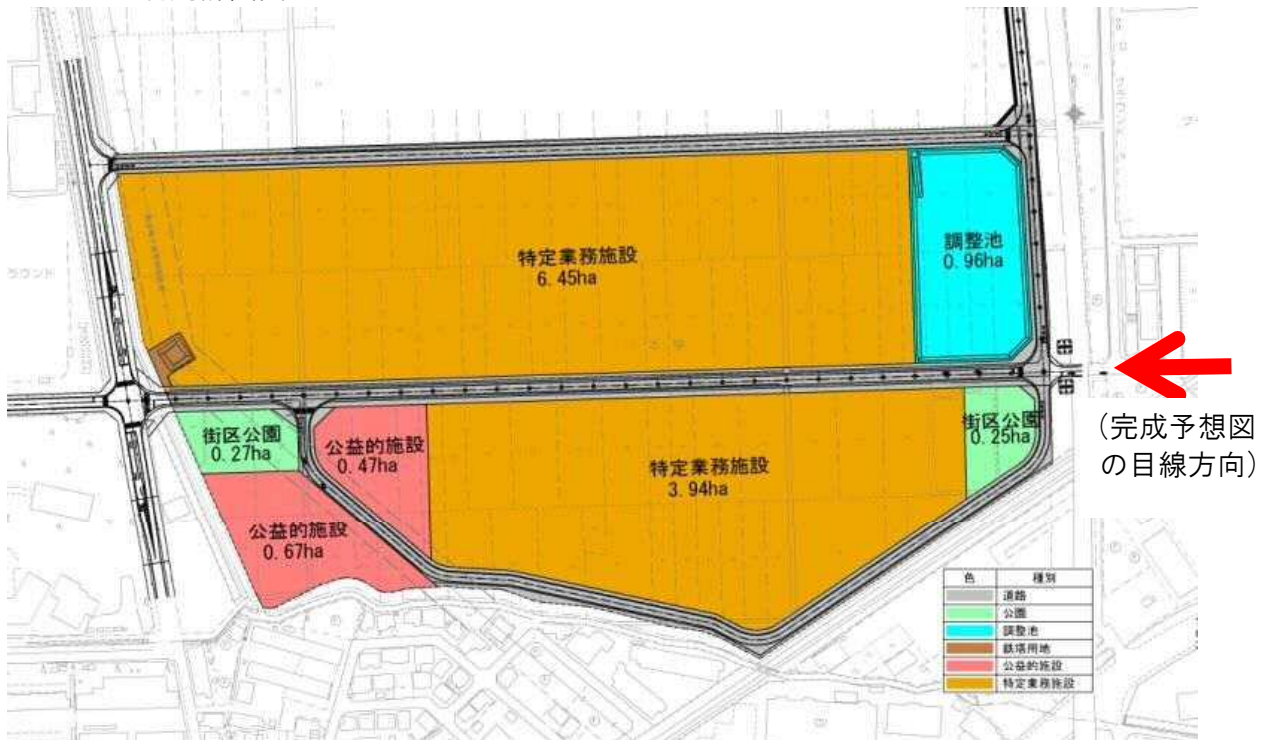 特定業務施設
6.45ha
調整池
0.96ha
ラウンド
街区公園
0.27ha
公益的施設
0.47ha
特定業務施設
3.94ha
街区公園
0.25ha
公益的施設
0.67ha
(完成予想図
の目線方向)
色 種別
道路
公園
調整池
鉄塔用地
公益的施設
特定業務施設